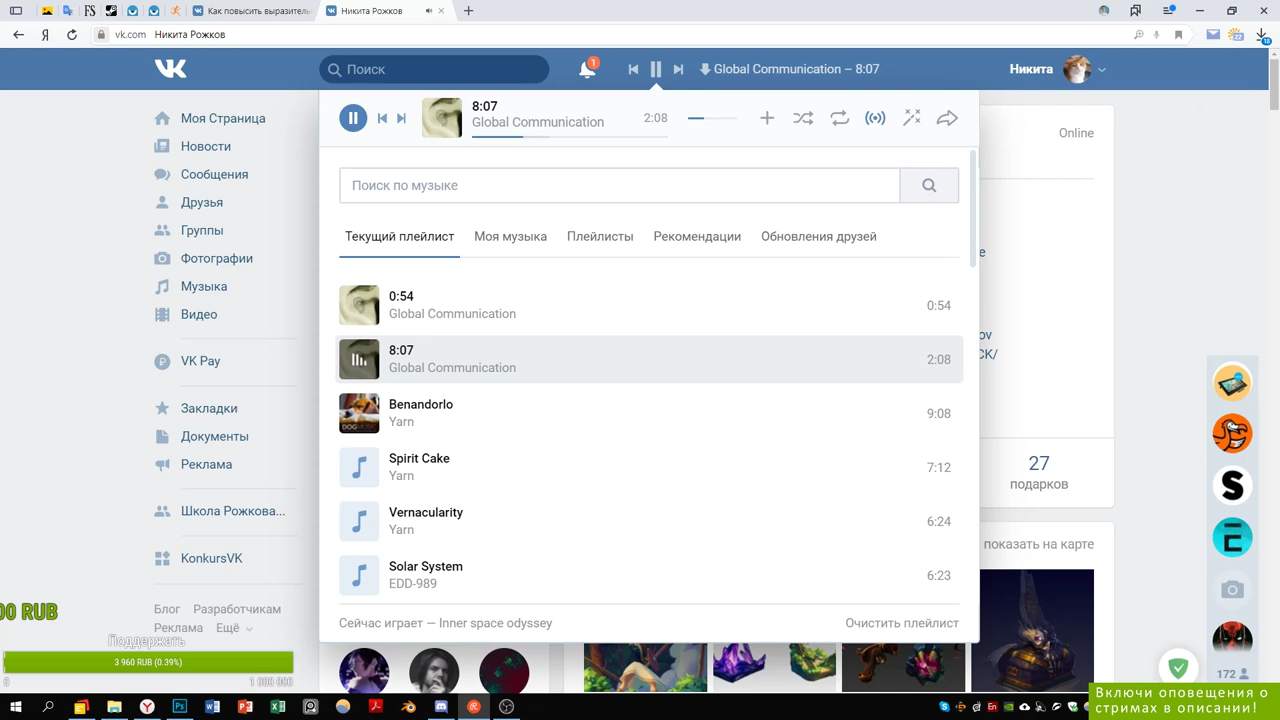 Как повысить выразитель
Никита Рожков
vk.com Никита Рожков
Поиск
1
Global Communication – 8:07
Никита
8:07
Global Communication
2:08
Моя Страница
Новости
Сообщения
Друзья
Группы
Фотографии
Музыка
Видео
VK Pay
Закладки
Документы
Реклама
Школа Рожкова...
KonkursVK
Блог Разработчикам
Реклама Ещё
Поиск по музыке
Текущий плейлист Моя музыка Плейлисты Рекомендации Обновления друзей
0:54
Global Communication
0:54
8:07
Global Communication
2:08
Benandorlo
Yarn
9:08
Spirit Cake
Yarn
7:12
Vernacularity
Yarn
6:24
Solar System
EDD-989
6:23
Сейчас играет — Inner space odyssey
Очистить плейлист
Online
е
ov
CK/
27
подарков
показать на карте
172
00 RUB
Поддержать
3 960 RUB (0.39%)
0
1 000 000
Включи оповещения о
стримах в описании!